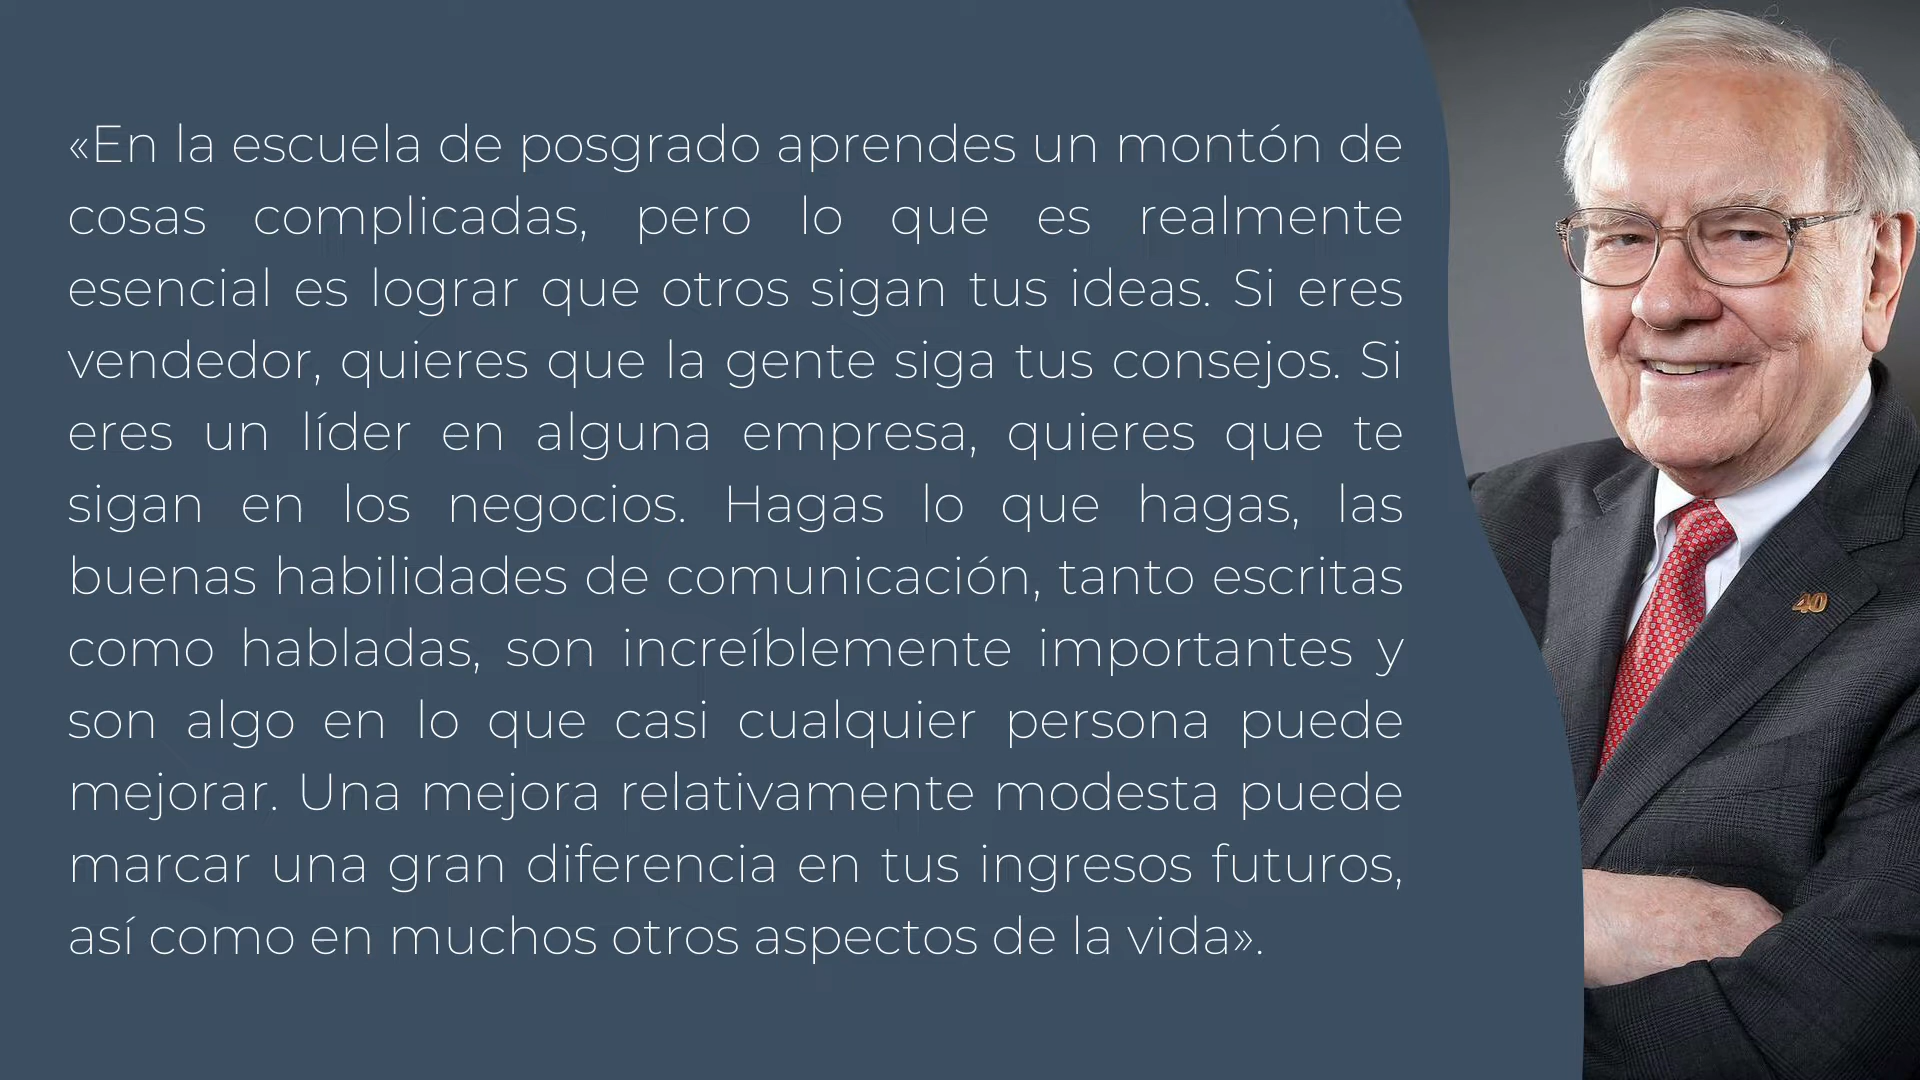 «En la escuela de posgrado aprendes un montón de
cosas complicadas, pero lo que es realmente
esencial es lograr que otros sigan tus ideas. Si eres
vendedor, quieres que la gente siga tus consejos. Si
eres un líder en alguna empresa, quieres que te
sigan en los negocios. Hagas lo que hagas, las
buenas habilidades de comunicación, tanto escritas
como habladas, son increíblemente importantes y
son algo en lo que casi cualquier persona puede
mejorar. Una mejora relativamente modesta puede
marcar una gran diferencia en tus ingresos futuros,
así como en muchos otros aspectos de la vida».
40